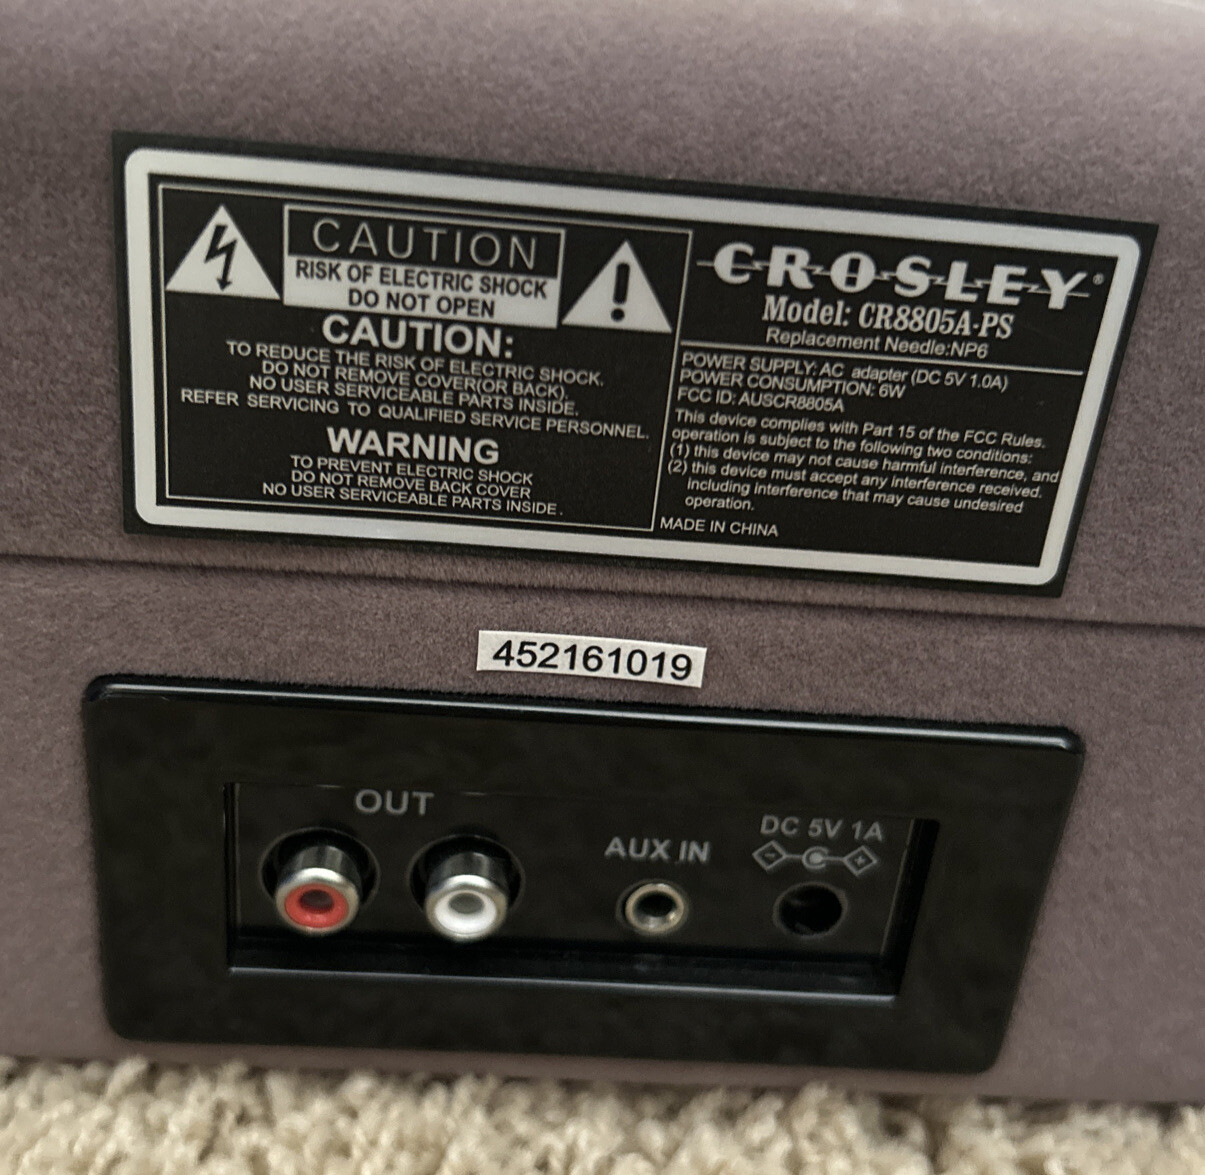 CAUTION
RISK OF ELECTRIC SHOCK
DO NOT OPEN
CAUTION:
TO REDUCE THE RISK OF ELECTRIC SHOCK.
DO NOT REMOVE COVER(OR BACK).
NO USER SERVICEABLE PARTS INSIDE.
REFER SERVICING TO QUALIFIED SERVICE PERSONNEL.
WARNING
TO PREVENT ELECTRIC SHOCK
DO NOT REMOVE BACK COVER
NO USER SERVICEABLE PARTS INSIDE.
CROSLEY®
Model: CR8805A-PS
Replacement Needle:NP6
POWER SUPPLY: AC adapter (DC 5V 1.0A)
POWER CONSUMPTION: 6W
FCC ID: AUSCR8805A
This device complies with Part 15 of the FCC Rules.
operation is subject to the following two conditions:
(1) this device may not cause harmful interference, and
(2) this device must accept any interference received.
including interference that may cause undesired
operation.
MADE IN CHINA
452161019
OUT
AUX IN
DC 5V 1A
- +